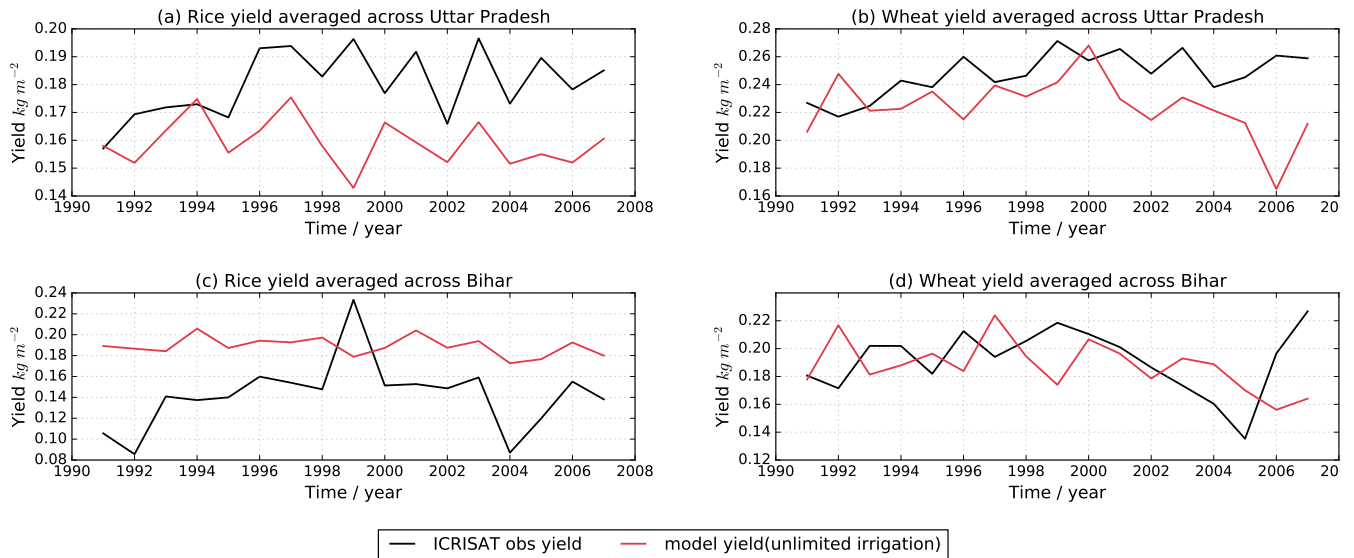 (a) Rice yield averaged across Uttar Pradesh
0.20
0.19
0.18
0.17
0.16
0.15
0.14
Yield kg m⁻²
1990 1992 1994 1996 1998 2000 2002 2004 2006 2008
Time / year
(b) Wheat yield averaged across Uttar Pradesh
0.28
0.26
0.24
0.22
0.20
0.18
0.16
Yield kg m⁻²
1990 1992 1994 1996 1998 2000 2002 2004 2006 20
Time / year
(c) Rice yield averaged across Bihar
0.24
0.22
0.20
0.18
0.16
0.14
0.12
0.10
0.08
Yield kg m⁻²
1990 1992 1994 1996 1998 2000 2002 2004 2006 2008
Time / year
(d) Wheat yield averaged across Bihar
0.22
0.20
0.18
0.16
0.14
0.12
Yield kg m⁻²
1990 1992 1994 1996 1998 2000 2002 2004 2006 20
Time / year
ICRISAT obs yield model yield(unlimited irrigation)